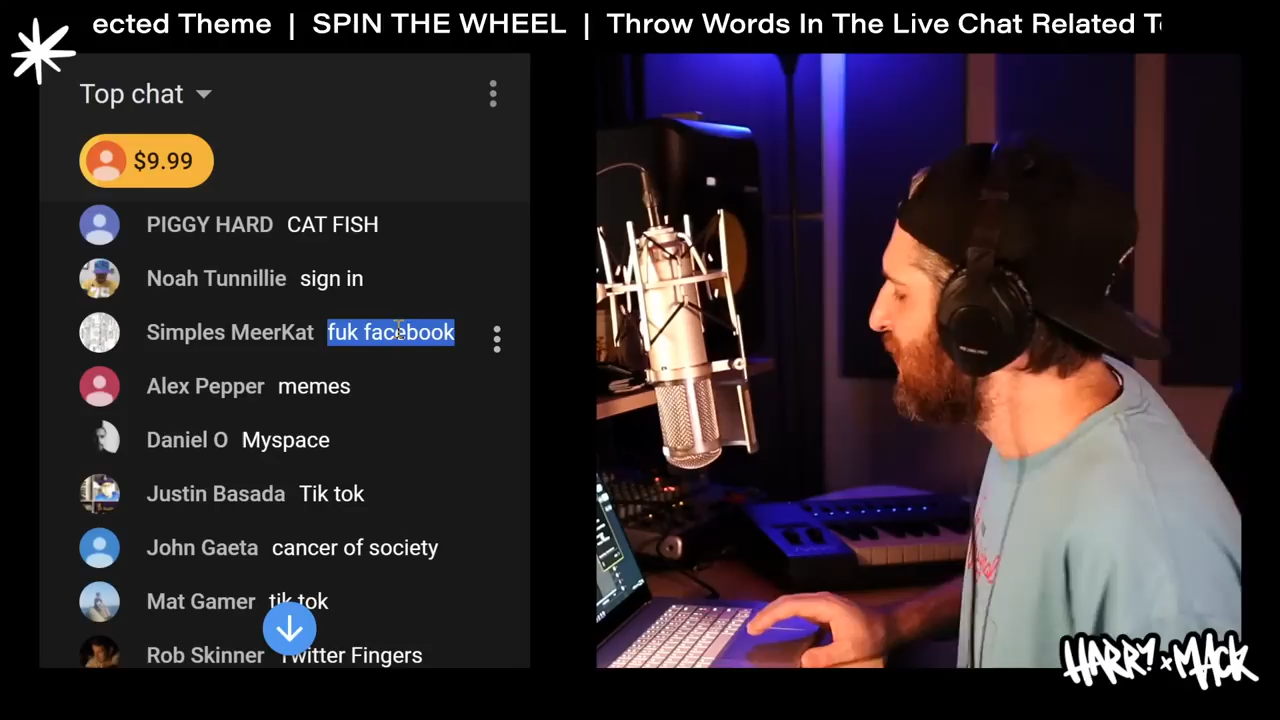 ected Theme | SPIN THE WHEEL | Throw Words In The Live Chat Related T
Top chat
$9.99
PIGGY HARD CAT FISH
Noah Tunnillie sign in
Simples MeerKat fuk facebook
Alex Pepper memes
Daniel O Myspace
Justin Basada Tik tok
John Gaeta cancer of society
Mat Gamer tik tok
Rob Skinner Twitter Fingers
HARRY x MACK